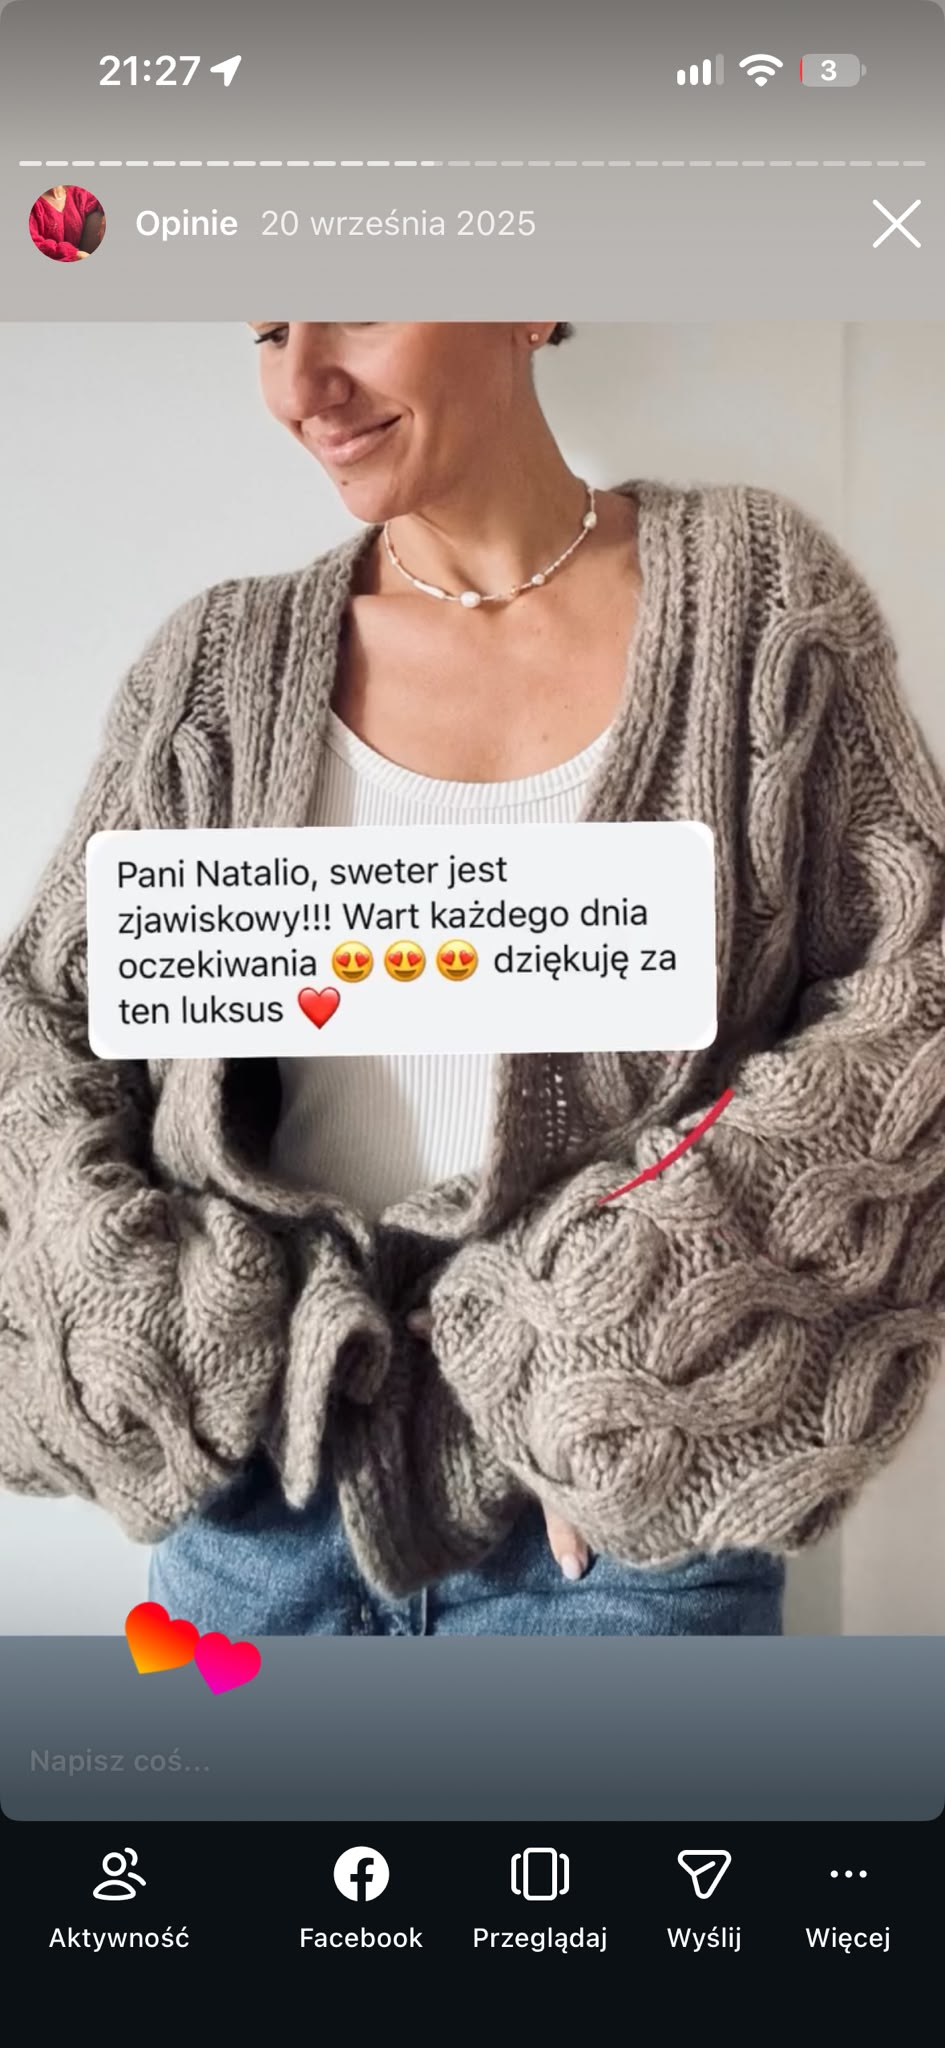 21:27
3
Opinie 20 września 2025
Pani Natalio, sweter jest
zjawiskowy!!! Wart każdego dnia
oczekiwania 😍😍😍 dziękuję za
ten luksus ❤️
Napisz coś...
Aktywność Facebook Przeglądaj Wyślij Więcej